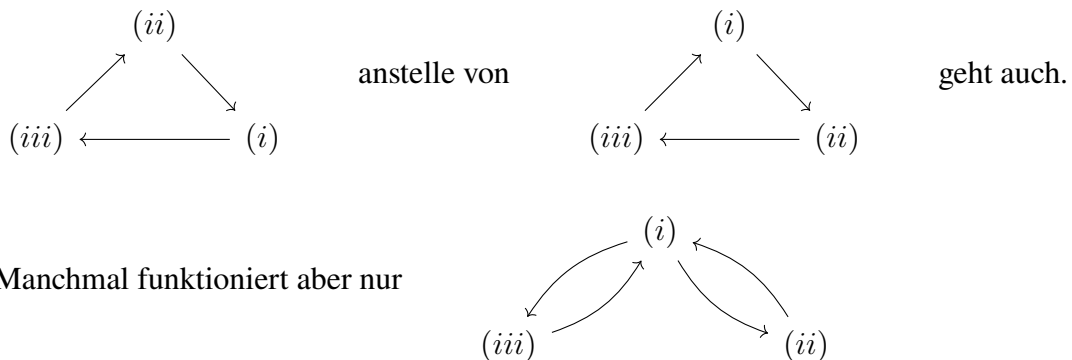 (ii) (i)
anstelle von geht auch.
(iii) (i) (iii) (ii)
(i)
Manchmal funktioniert aber nur
(iii) (ii)